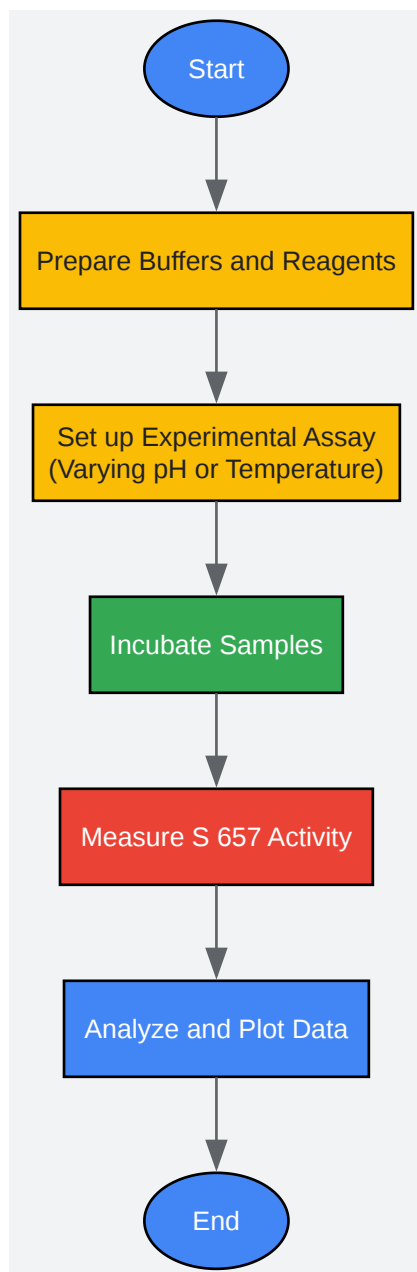 Start
Prepare Buffers and Reagents
Set up Experimental Assay
(Varying pH or Temperature)
Incubate Samples
Measure S 657 Activity
Analyze and Plot Data
End